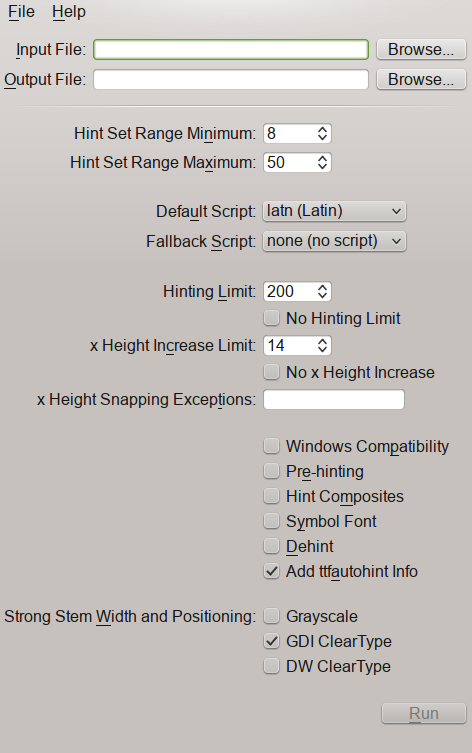 File Help
Input File: Browse...
Output File: Browse...
Hint Set Range Minimum: 8
Hint Set Range Maximum: 50
Default Script: latn (Latin)
Fallback Script: none (no script)
Hinting Limit: 200
No Hinting Limit
x Height Increase Limit: 14
No x Height Increase
x Height Snapping Exceptions:
Windows Compatibility
Pre-hinting
Hint Composites
Symbol Font
Dehint
Add ttfautohint Info
Strong Stem Width and Positioning: Grayscale
GDI ClearType
DW ClearType
Run